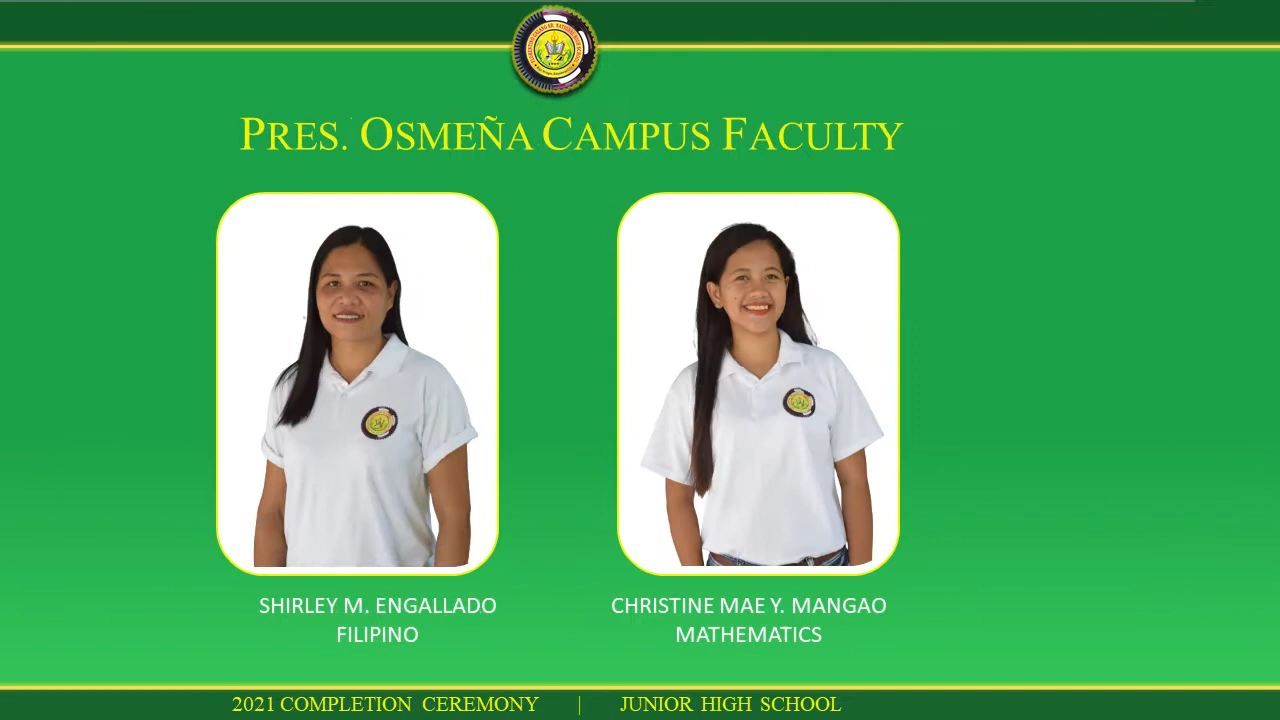 PRES. OSMEÑA CAMPUS FACULTY
SHIRLEY M. ENGALLADO
FILIPINO
CHRISTINE MAE Y. MANGAO
MATHEMATICS
2021 COMPLETION CEREMONY | JUNIOR HIGH SCHOOL